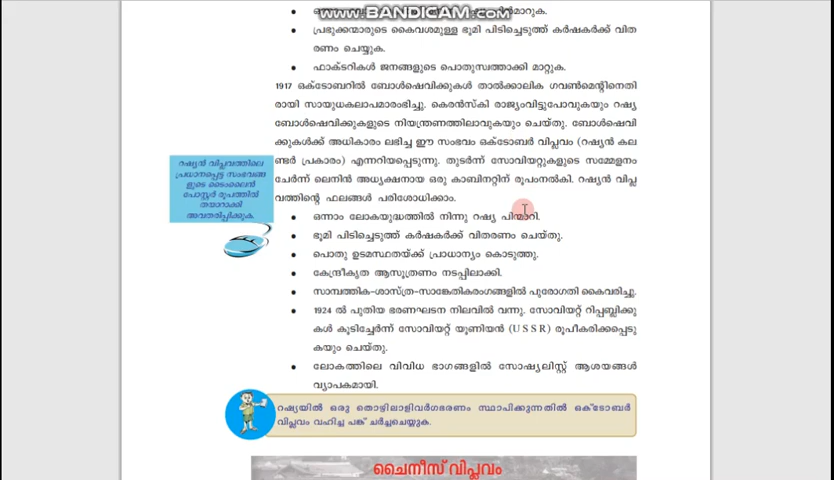 www.BANDICAM.com
പ്രഭുക്കന്മാരുടെ കൈവശമുള്ള ഭൂമി പിടിച്ചെടുത്ത് കർഷകർക്ക് വിത
രണം ചെയ്യുക.
ഫാക്ടറികൾ ജനങ്ങളുടെ പൊതുസ്വത്താക്കി മാറ്റുക.
1917 ഒക്ടോബറിൽ ബോൾഷെവിക്കുകൾ താൽക്കാലിക ഗവൺമെന്റിനെതി
രായി സായുധകലാപമാരംഭിച്ചു. കെരൻസ്കി രാജ്യംവിട്ടുപോവുകയും റഷ്യ
ബോൾഷെവിക്കുകളുടെ നിയന്ത്രണത്തിലാവുകയും ചെയ്തു. ബോൾഷെവി
ക്കുകൾക്ക് അധികാരം ലഭിച്ച ഈ സംഭവം ഒക്ടോബർ വിപ്ലവം (റഷ്യൻ കല
ണ്ടർ പ്രകാരം) എന്നറിയപ്പെടുന്നു. തുടർന്ന് സോവിയറ്റുകളുടെ സമ്മേളനം
ചേർന്ന് ലെനിൻ അധ്യക്ഷനായ ഒരു കാബിനറ്റിന് രൂപംനൽകി. റഷ്യൻ വിപ്ല
വത്തിന്റെ ഫലങ്ങൾ പരിശോധിക്കാം.
റഷ്യൻ വിപ്ലവത്തിലെ
പ്രധാനപ്പെട്ട സംഭവങ്ങ
ളുടെ ടൈംലൈൻ
പോസ്റ്റർ രൂപത്തിൽ
തയാറാക്കി
അവതരിപ്പിക്കുക.
ഒന്നാം ലോകയുദ്ധത്തിൽ നിന്നു റഷ്യ പിന്മാറി.
ഭൂമി പിടിച്ചെടുത്ത് കർഷകർക്ക് വിതരണം ചെയ്തു.
പൊതു ഉടമസ്ഥതയ്ക്ക് പ്രാധാന്യം കൊടുത്തു.
കേന്ദ്രീകൃത ആസൂത്രണം നടപ്പിലാക്കി.
സാമ്പത്തിക-ശാസ്ത്ര-സാങ്കേതികരംഗങ്ങളിൽ പുരോഗതി കൈവരിച്ചു.
1924 ൽ പുതിയ ഭരണഘടന നിലവിൽ വന്നു. സോവിയറ്റ് റിപ്പബ്ലിക്കു
കൾ കൂടിച്ചേർന്ന് സോവിയറ്റ് യൂണിയൻ (USSR) രൂപീകരിക്കപ്പെടു
കയും ചെയ്തു.
ലോകത്തിലെ വിവിധ ഭാഗങ്ങളിൽ സോഷ്യലിസ്റ്റ് ആശയങ്ങൾ
വ്യാപകമായി.
റഷ്യയിൽ ഒരു തൊഴിലാളിവർഗഭരണം സ്ഥാപിക്കുന്നതിൽ ഒക്ടോബർ
വിപ്ലവം വഹിച്ച പങ്ക് ചർച്ചചെയ്യുക.
ചൈനീസ് വിപ്ലവം